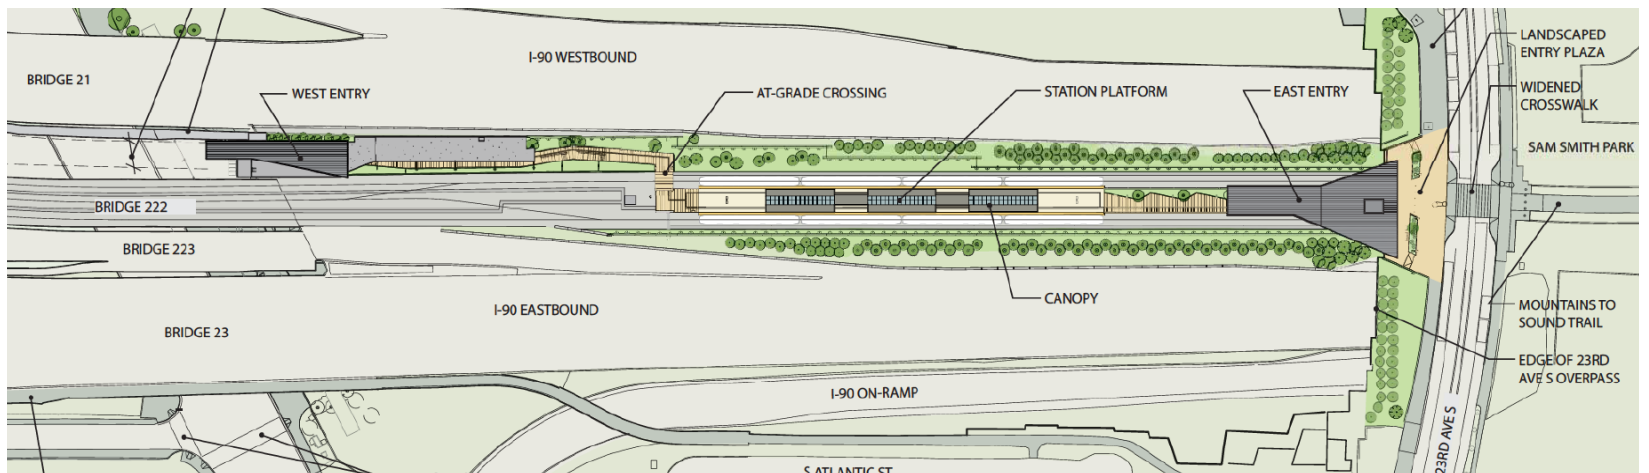 I-90 WESTBOUND
BRIDGE 21
WEST ENTRY
AT-GRADE CROSSING
STATION PLATFORM
EAST ENTRY
LANDSCAPED
ENTRY PLAZA
WIDENED
CROSSWALK
SAM SMITH PARK
BRIDGE 222
BRIDGE 223
CANOPY
I-90 EASTBOUND
BRIDGE 23
MOUNTAINS TO
SOUND TRAIL
EDGE OF 23RD
AVE S OVERPASS
I-90 ON-RAMP
23RD AVE S
S ATLANTIC ST